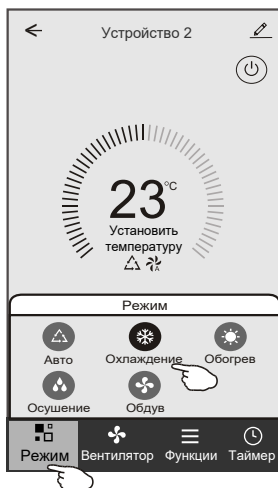 Устройство 2
23°C
Установить
температуру
A
Режим
Авто Охлаждение Обогрев
Осушение Обдув
Режим Вентилятор Функции Таймер